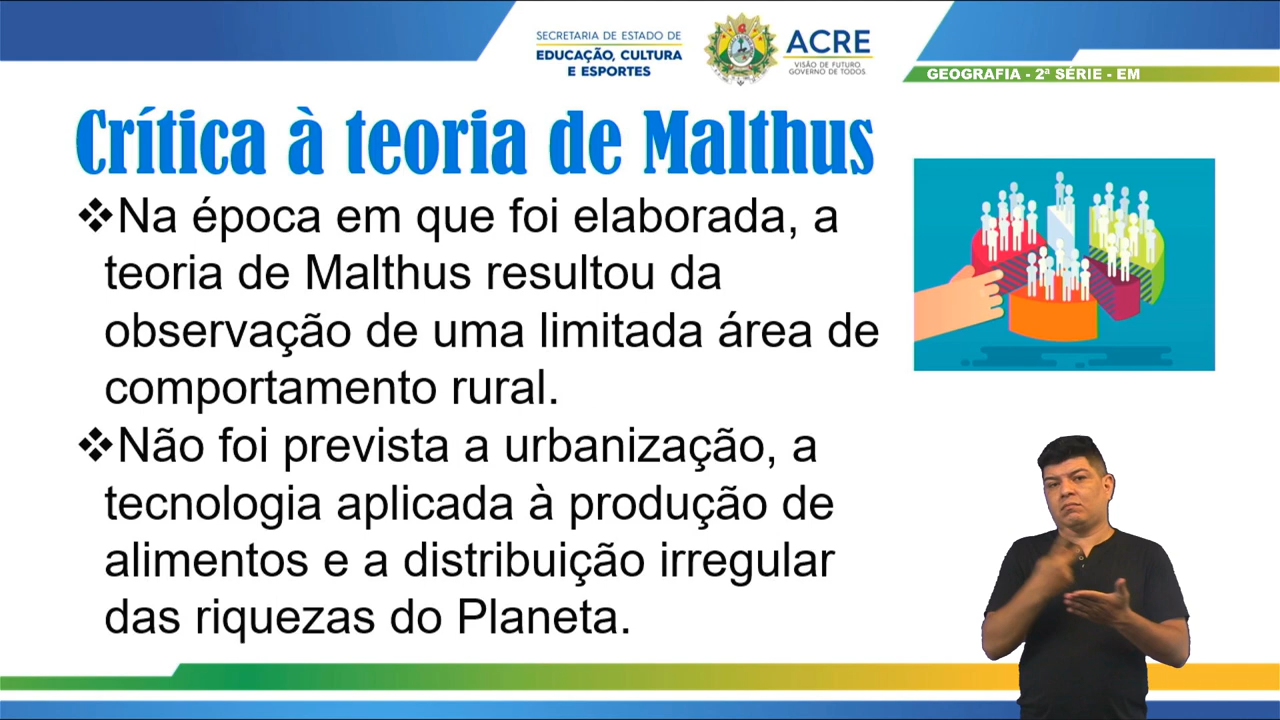 SECRETARIA DE ESTADO DE
EDUCAÇÃO, CULTURA
E ESPORTES
ACRE
VISÃO DE FUTURO
GOVERNO DE TODOS
GEOGRAFIA - 2ª SÉRIE - EM
Crítica à teoria de Malthus
❖Na época em que foi elaborada, a
teoria de Malthus resultou da
observação de uma limitada área de
comportamento rural.
❖Não foi prevista a urbanização, a
tecnologia aplicada à produção de
alimentos e a distribuição irregular
das riquezas do Planeta.